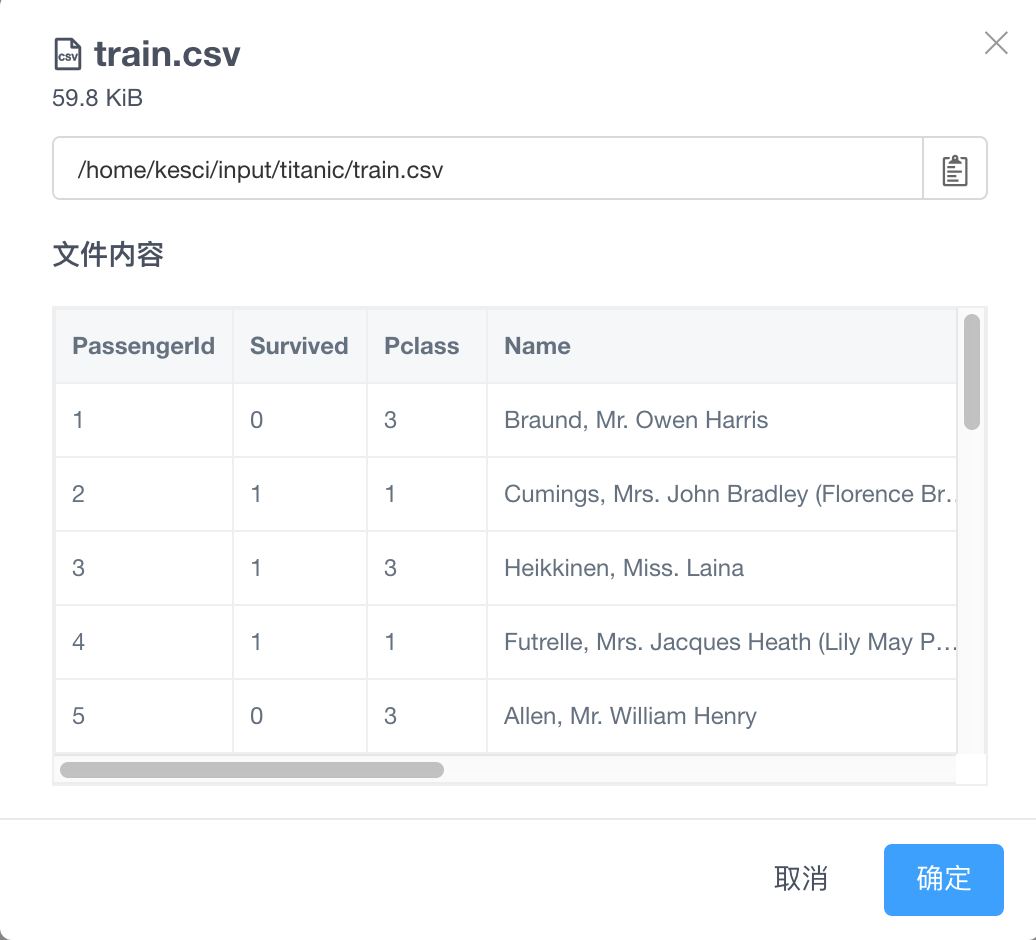 CSV train.csv
59.8 KiB
/home/kesci/input/titanic/train.csv
文件内容
PassengerId Survived Pclass Name
1 0 3 Braund, Mr. Owen Harris
2 1 1 Cumings, Mrs. John Bradley (Florence Br…
3 1 3 Heikkinen, Miss. Laina
4 1 1 Futrelle, Mrs. Jacques Heath (Lily May P…
5 0 3 Allen, Mr. William Henry
取消 确定